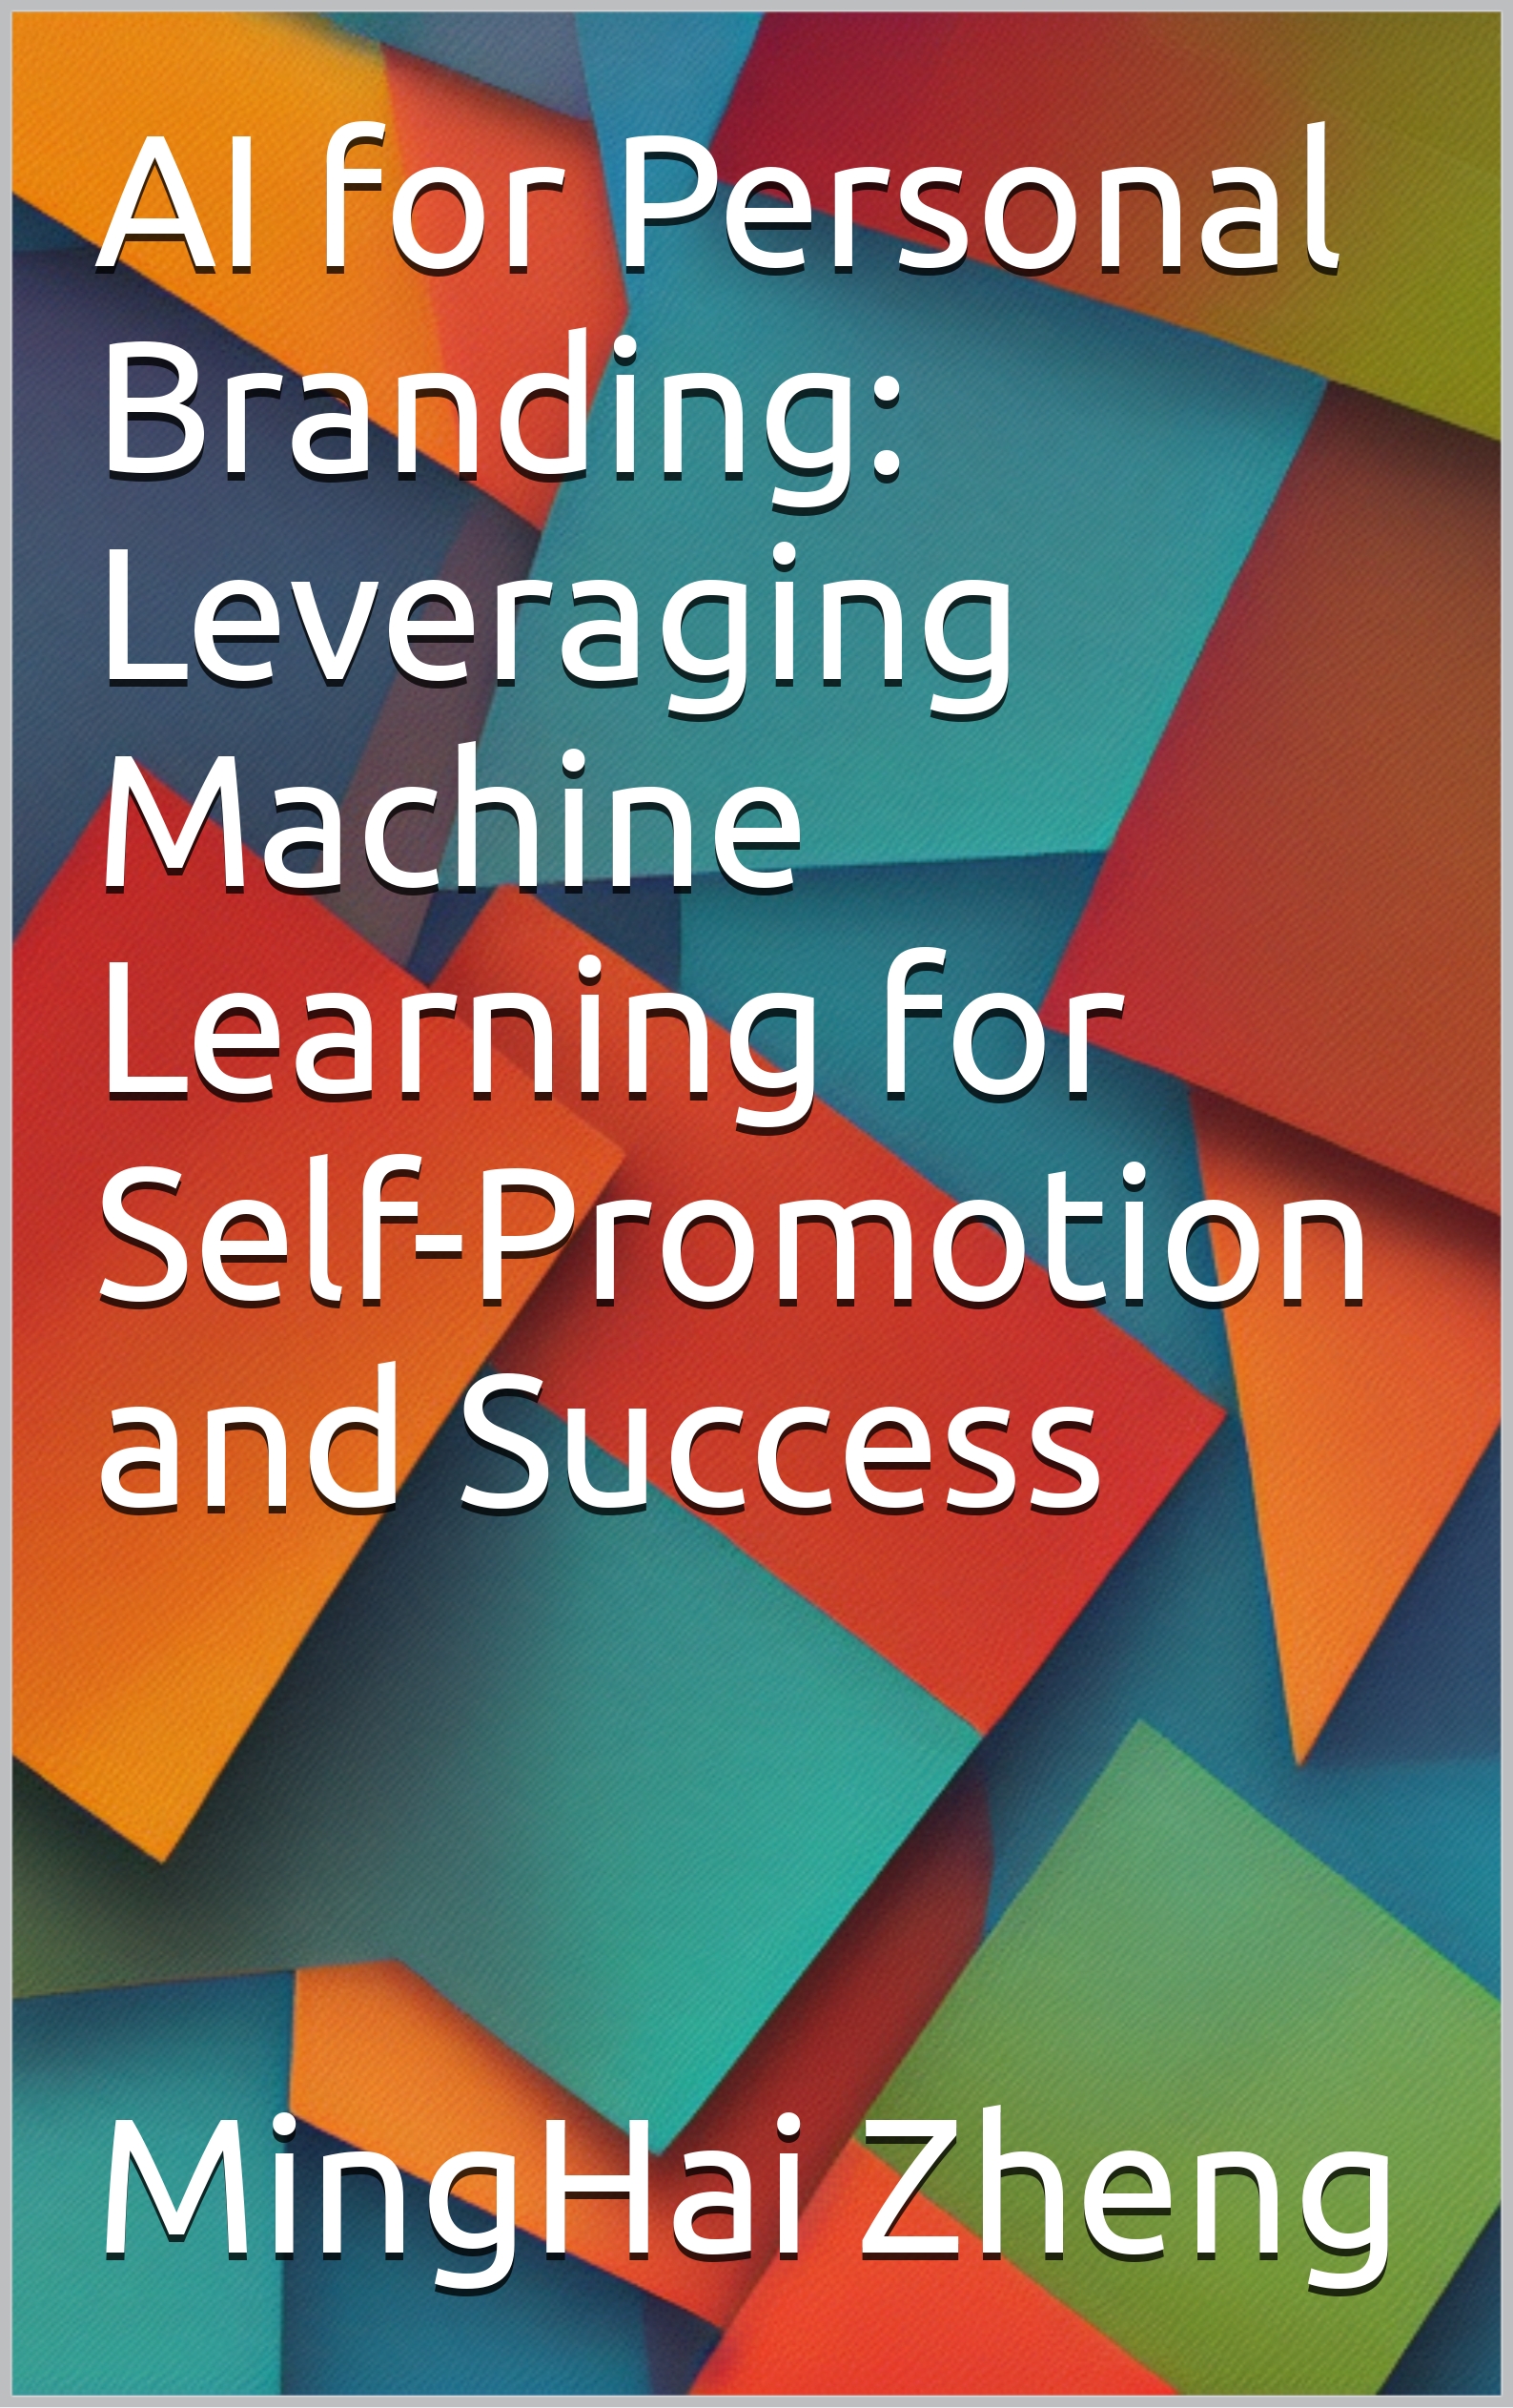 AI for Personal
Branding:
Leveraging
Machine
Learning for
Self-Promotion
and Success
MingHai Zheng